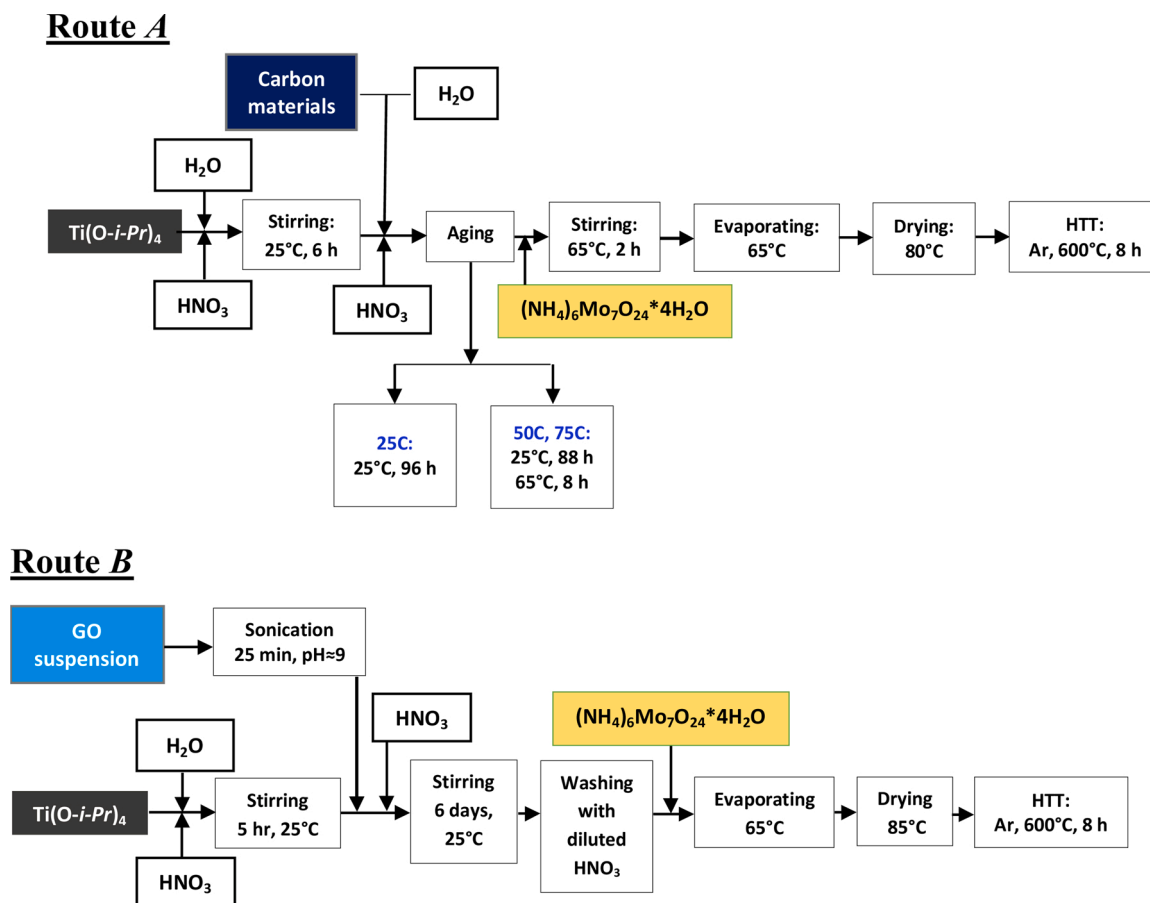 Route A
Carbon
materials
H₂O
H₂O
Ti(O-i-Pr)₄
HNO₃
Stirring:
25°C, 6 h
HNO₃
Aging
Stirring:
65°C, 2 h
(NH₄)₆Mo₇O₂₄*4H₂O
Evaporating:
65°C
Drying:
80°C
HTT:
Ar, 600°C, 8 h
25C:
25°C, 96 h
50C, 75C:
25°C, 88 h
65°C, 8 h
Route B
GO
suspension
Sonication
25 min, pH≈9
HNO₃
(NH₄)₆Mo₇O₂₄*4H₂O
H₂O
Ti(O-i-Pr)₄
HNO₃
Stirring
5 hr, 25°C
Stirring
6 days,
25°C
Washing
with
diluted
HNO₃
Evaporating
65°C
Drying
85°C
HTT:
Ar, 600°C, 8 h